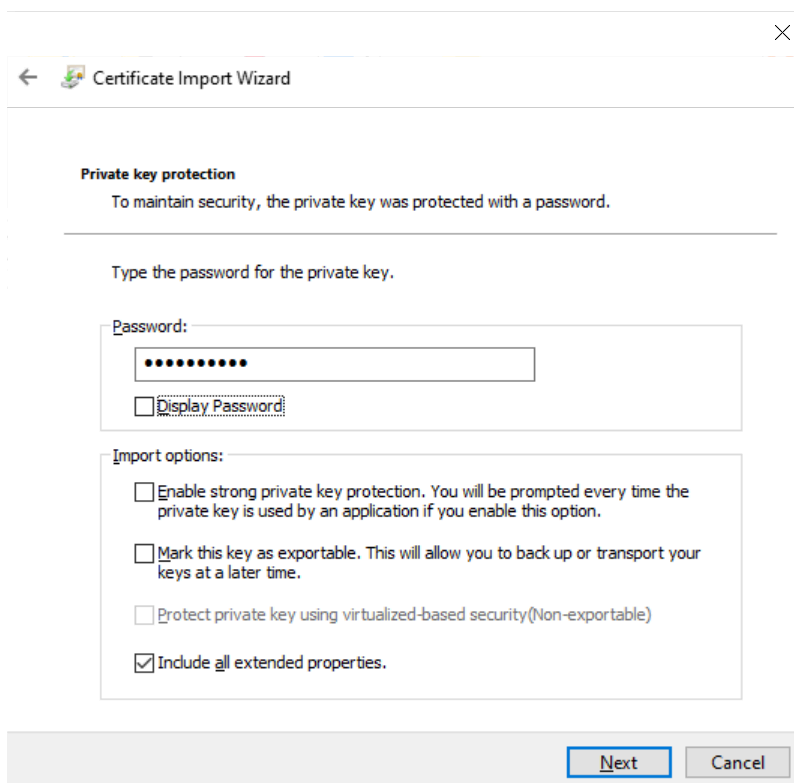 Certificate Import Wizard
Private key protection
To maintain security, the private key was protected with a password.
Type the password for the private key.
Password:
••••••••••
Display Password
Import options:
Enable strong private key protection. You will be prompted every time the
private key is used by an application if you enable this option.
Mark this key as exportable. This will allow you to back up or transport your
keys at a later time.
Protect private key using virtualized-based security(Non-exportable)
Include all extended properties.
Next
Cancel